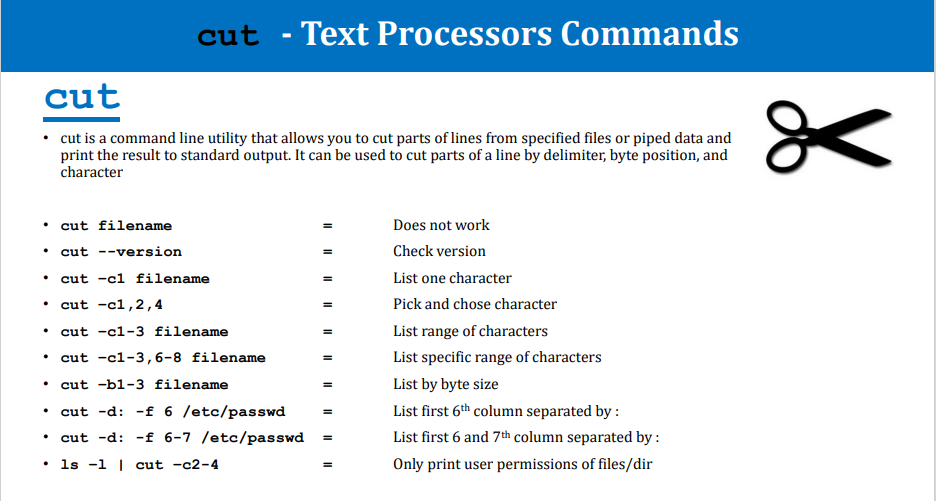 cut - Text Processors Commands
cut
• cut is a command line utility that allows you to cut parts of lines from specified files or piped data and
print the result to standard output. It can be used to cut parts of a line by delimiter, byte position, and
character
• cut filename = Does not work
• cut --version = Check version
• cut –c1 filename = List one character
• cut –c1,2,4 = Pick and chose character
• cut –c1-3 filename = List range of characters
• cut –c1-3,6-8 filename = List specific range of characters
• cut –b1-3 filename = List by byte size
• cut -d: -f 6 /etc/passwd = List first 6th column separated by :
• cut -d: -f 6-7 /etc/passwd = List first 6 and 7th column separated by :
• ls –l | cut –c2-4 = Only print user permissions of files/dir